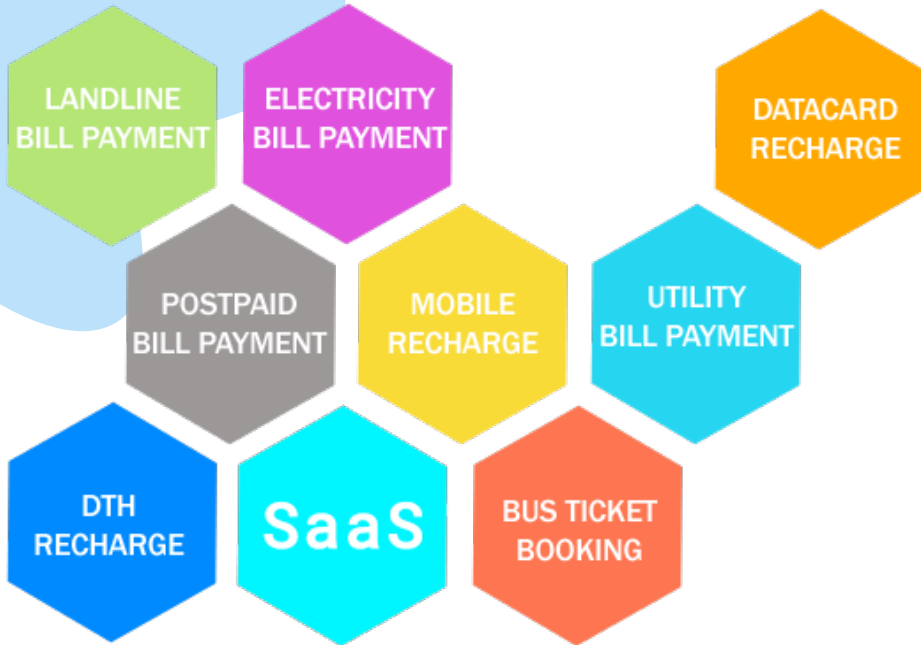 LANDLINE
BILL PAYMENT
ELECTRICITY
BILL PAYMENT
DATACARD
RECHARGE
POSTPAID
BILL PAYMENT
MOBILE
RECHARGE
UTILITY
BILL PAYMENT
DTH
RECHARGE
SaaS
BUS TICKET
BOOKING